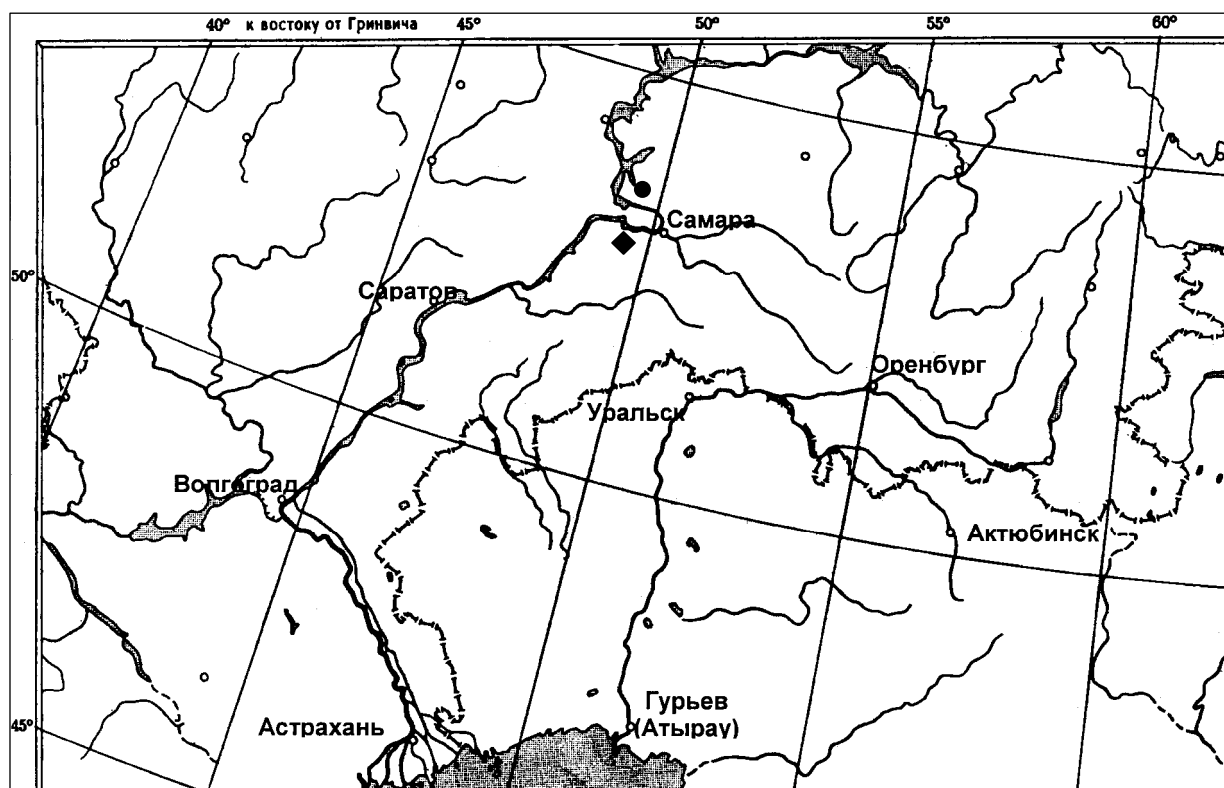 40° к востоку от Гринвича 45° 50° 55° 60°
Самара
50°
Саратов
Оренбург
Уральск
Волгоград
Актюбинск
Гурьев
(Атырау)
Астрахань
45°